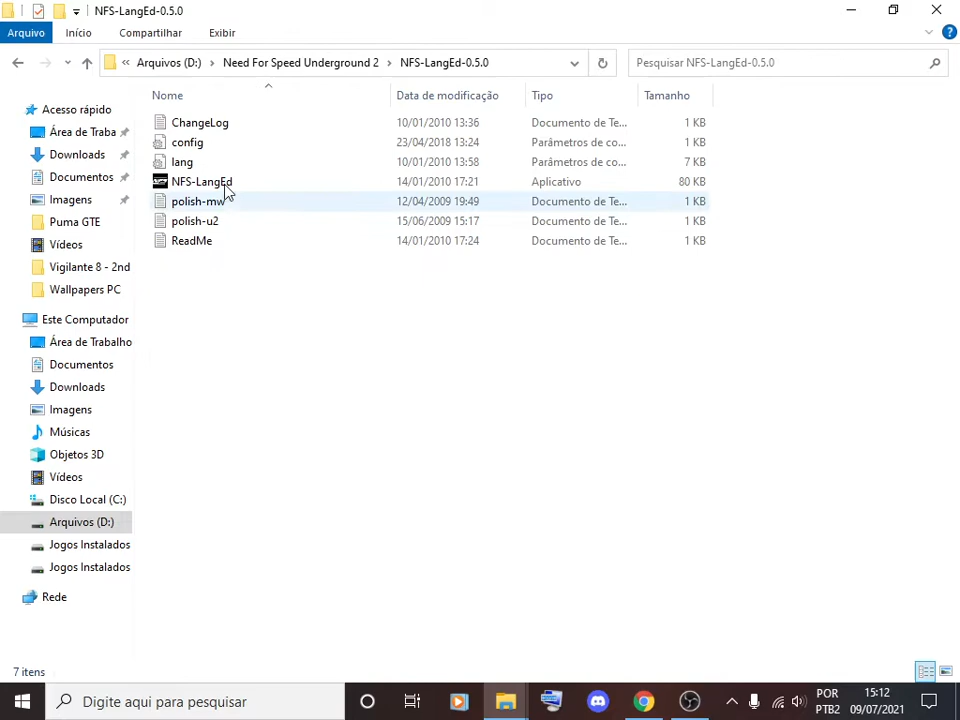 NFS-LangEd-0.5.0
Arquivo Início Compartilhar Exibir
« Arquivos (D:) > Need For Speed Underground 2 > NFS-LangEd-0.5.0 Pesquisar NFS-LangEd-0.5.0
Nome Data de modificação Tipo Tamanho
ChangeLog 10/01/2010 13:36 Documento de Te... 1 KB
config 23/04/2018 13:24 Parâmetros de co... 1 KB
lang 10/01/2010 13:58 Parâmetros de co... 7 KB
NFS-LangEd 14/01/2010 17:21 Aplicativo 80 KB
polish-mw 12/04/2009 19:49 Documento de Te... 1 KB
polish-u2 15/06/2009 15:17 Documento de Te... 1 KB
ReadMe 14/01/2010 17:24 Documento de Te... 1 KB
Acesso rápido
Área de Traba
Downloads
Documentos
Imagens
Puma GTE
Vídeos
Vigilante 8 - 2nd
Wallpapers PC
Este Computador
Área de Trabalho
Documentos
Downloads
Imagens
Músicas
Objetos 3D
Vídeos
Disco Local (C:)
Arquivos (D:)
Jogos Instalados
Jogos Instalados
Rede
7 itens
Digite aqui para pesquisar
POR
PTB2
15:12
09/07/2021